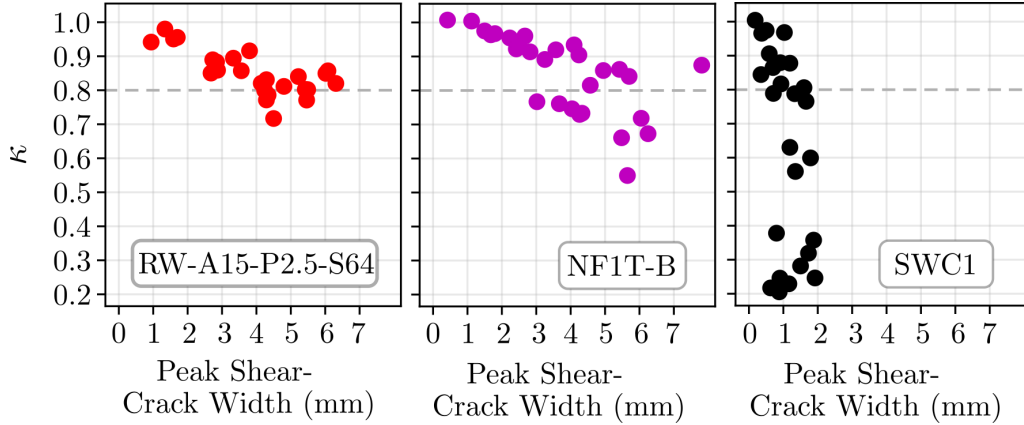 κ
1.0
0.9
0.8
0.7
0.6
0.5
0.4
0.3
0.2
RW-A15-P2.5-S64
0 1 2 3 4 5 6 7
Peak Shear-
Crack Width (mm)
NF1T-B
0 1 2 3 4 5 6 7
Peak Shear-
Crack Width (mm)
SWC1
0 1 2 3 4 5 6 7
Peak Shear-
Crack Width (mm)